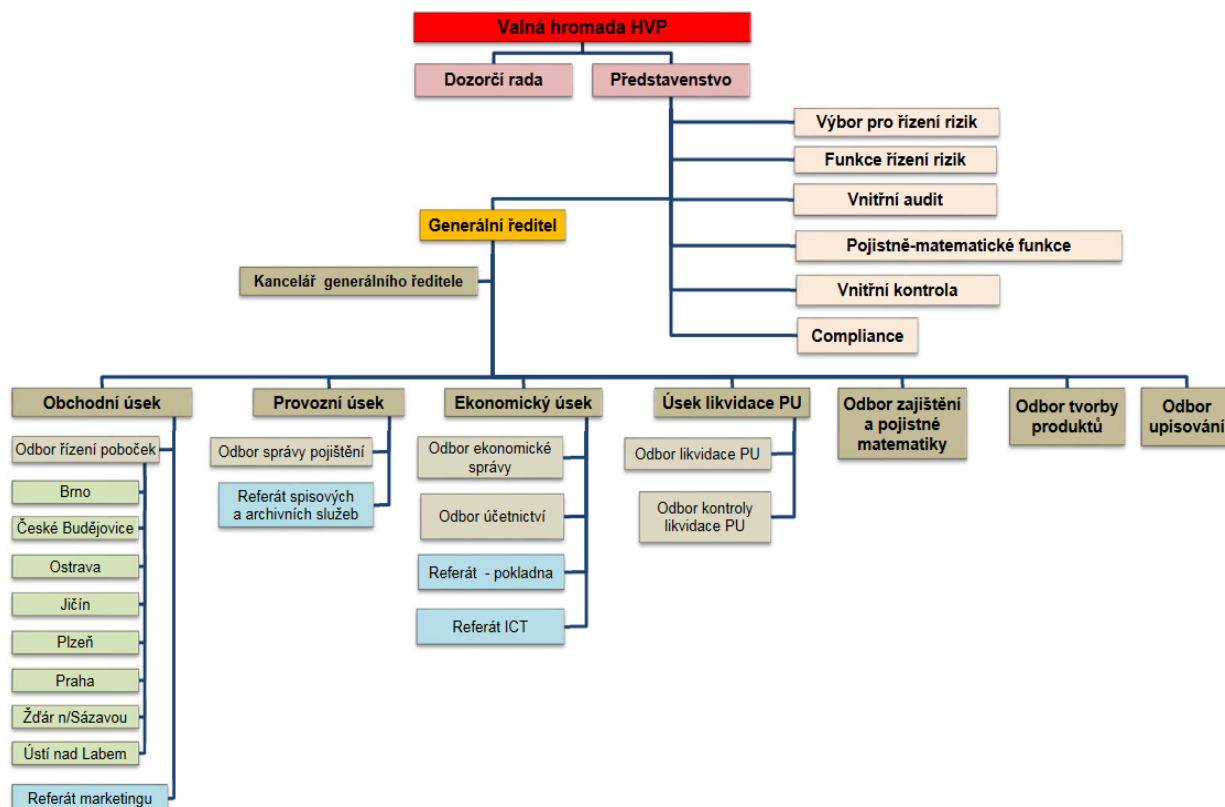 Valná hromada HVP
Dozorčí rada
Představenstvo
Výbor pro řízení rizik
Funkce řízení rizik
Vnitřní audit
Generální ředitel
Pojistně-matematické funkce
Kancelář generálního ředitele
Vnitřní kontrola
Compliance
Obchodní úsek
Odbor řízení poboček
Brno
České Budějovice
Ostrava
Jičín
Plzeň
Praha
Žďár n/Sázavou
Ústí nad Labem
Referát marketingu
Provozní úsek
Odbor správy pojištění
Referát spisových
a archivních služeb
Ekonomický úsek
Odbor ekonomické
správy
Odbor účetnictví
Referát - pokladna
Referát ICT
Úsek likvidace PU
Odbor likvidace PU
Odbor kontroly
likvidace PU
Odbor zajištění
a pojistné
matematiky
Odbor tvorby
produktů
Odbor
upisování